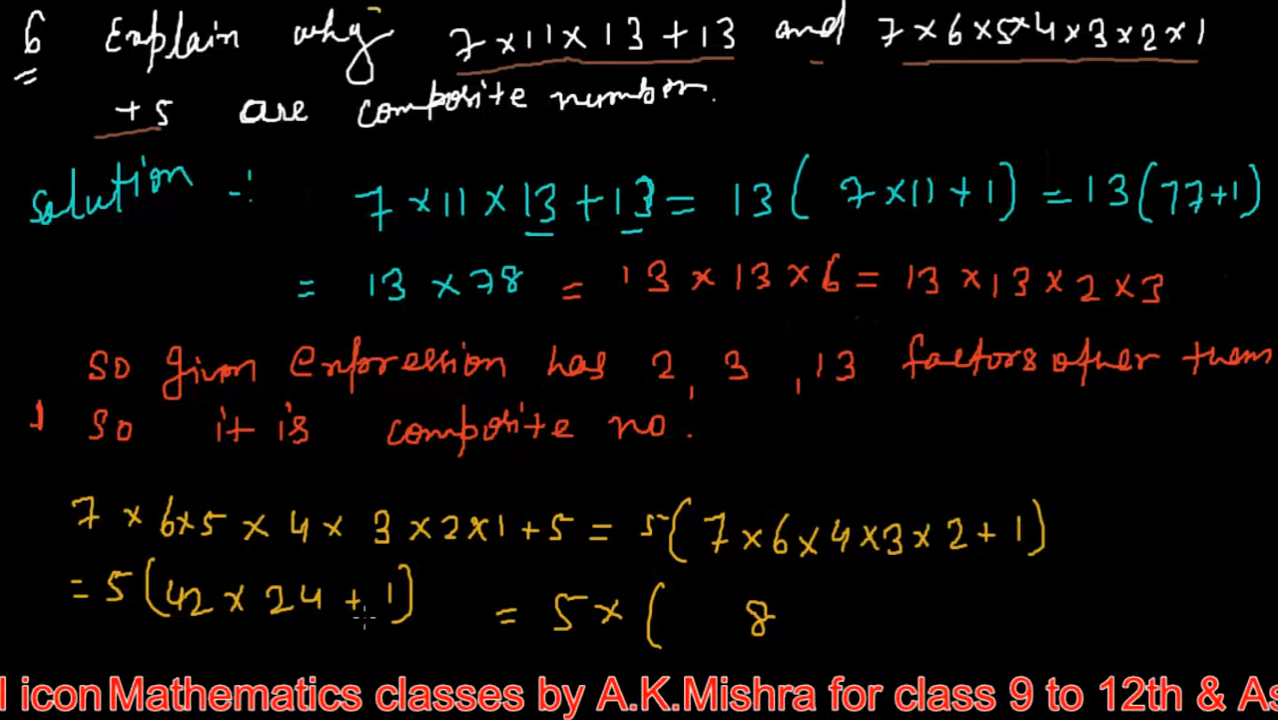 6 Explain why 7×11×13+13 and 7×6×5×4×3×2×1
+5 are composite number.
Solution -: 7×11×13+13= 13(7×11+1) =13(77+1)
= 13×78 = 13×13×6= 13×13×2×3
So given expression has 2, 3, 13 factors other them
1 So it is composite no.
7×6×5×4×3×2×1+5= 5(7×6×4×3×2+1)
=5(42×24+1) = 5×( 8
l icon Mathematics classes by A.K.Mishra for class 9 to 12th & As